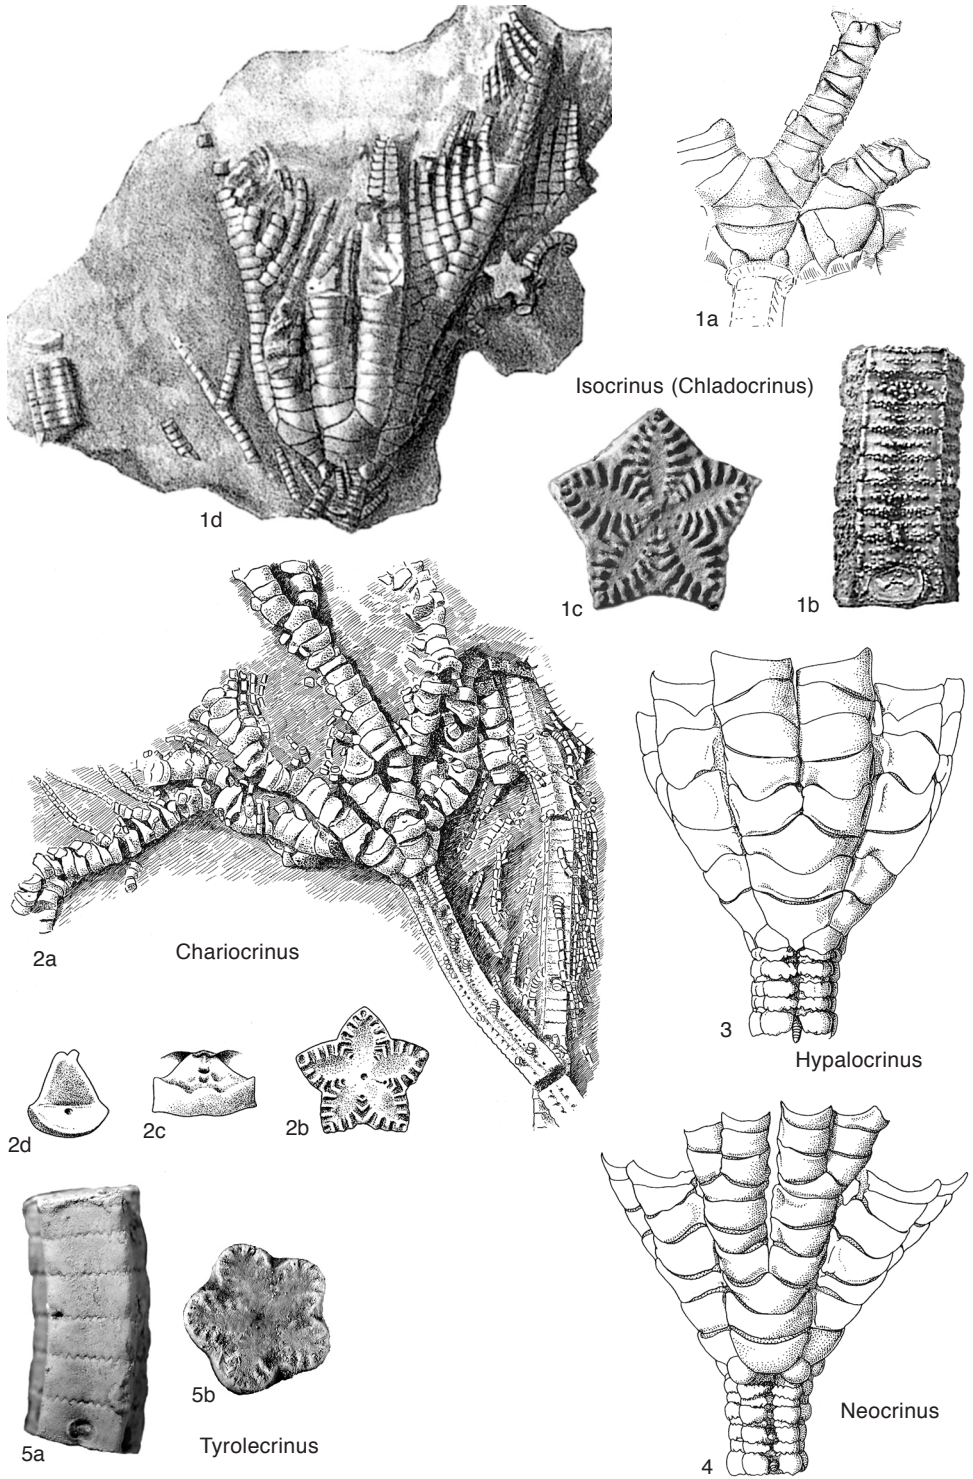 1a
Isocrinus (Chladocrinus)
1d
1c
1b
2a
Chariocrinus
3
Hypalocrinus
2d
2c
2b
5b
Neocrinus
5a
Tyrolecrinus
4